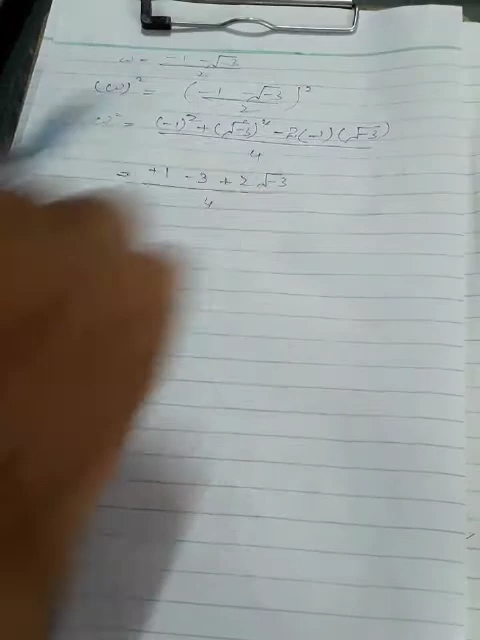 ω = (-1 - √-3)/2
(ω)² = ((-1 - √-3)/2)²
ω² = ((-1)² + (√-3)² - 2(-1)(√-3))/4
= (+1 - 3 + 2√-3)/4